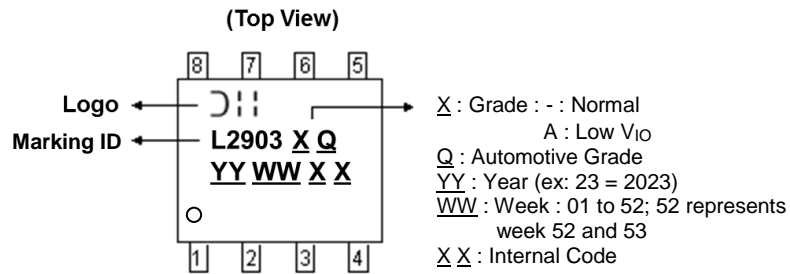 (Top View)
8 7 6 5
Logo
X : Grade : - : Normal
Marking ID
L2903 X Q
A : Low VIO
Q : Automotive Grade
YY WW X X
YY : Year (ex: 23 = 2023)
WW : Week : 01 to 52; 52 represents
week 52 and 53
X X : Internal Code
1 2 3 4